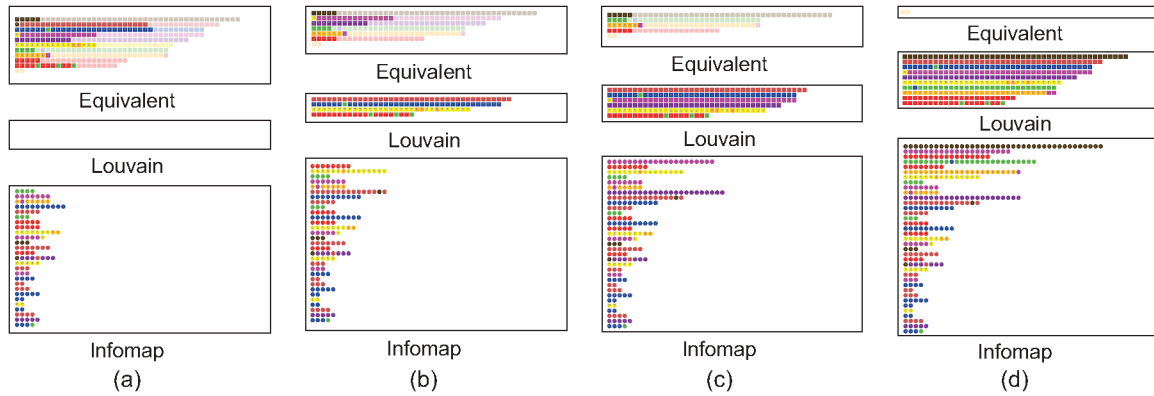 Equivalent
Louvain
Infomap
(a)
Equivalent
Louvain
Infomap
(b)
Equivalent
Louvain
Infomap
(c)
Equivalent
Louvain
Infomap
(d)